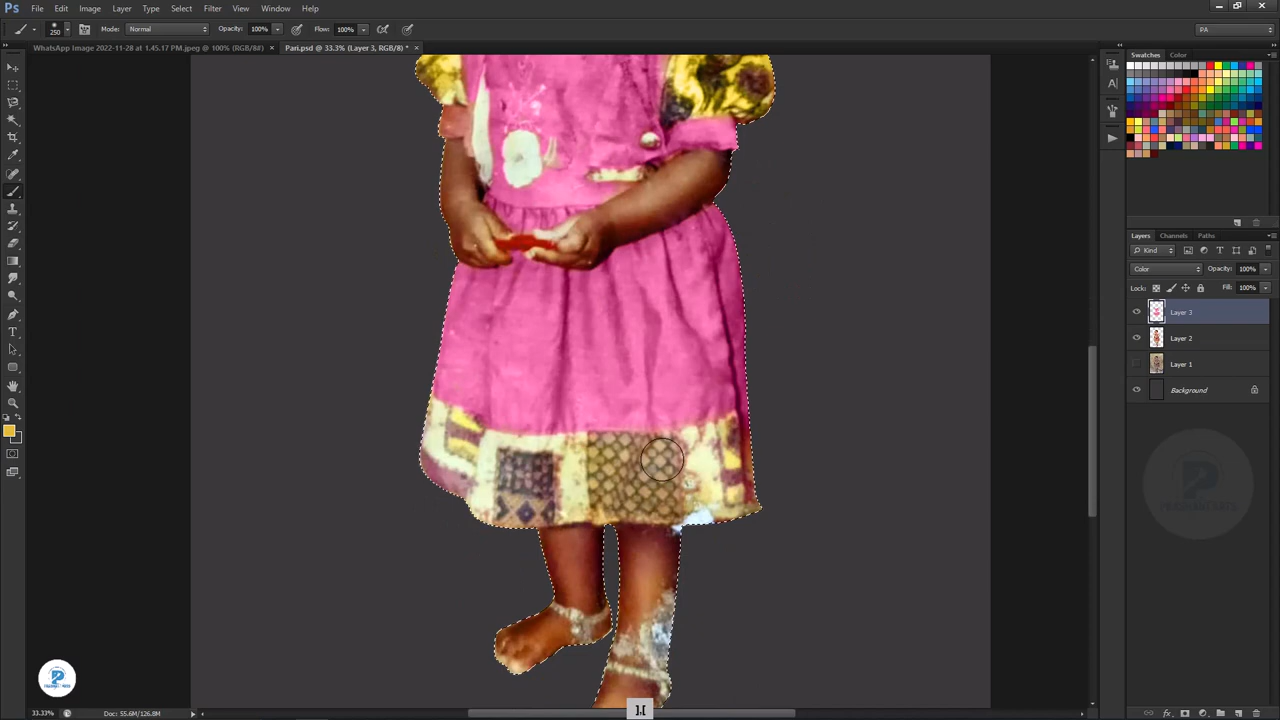 Ps File Edit Image Layer Type Select Filter View Window Help
250 Mode: Normal Opacity: 100% Flow: 100% PA
WhatsApp Image 2022-11-28 at 1.45.17 PM.jpeg @ 100% (RGB/8#) × Pari.psd @ 33.3% (Layer 3, RGB/8) * ×
Swatches Color
Layers Channels Paths
Kind
Color Opacity: 100%
Lock: Fill: 100%
Layer 3
Layer 2
Layer 1
Background
],[
33.33% Doc: 55.6M/126.8M